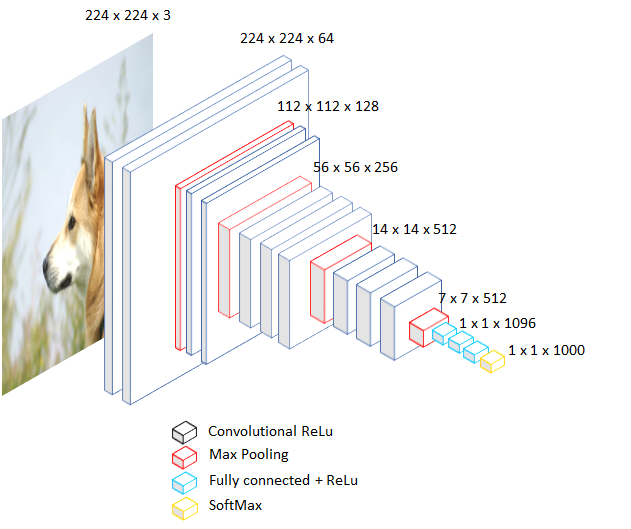 224 x 224 x 3
224 x 224 x 64
112 x 112 x 128
56 x 56 x 256
14 x 14 x 512
7 x 7 x 512
1 x 1 x 1096
1 x 1 x 1000
Convolutional ReLu
Max Pooling
Fully connected + ReLu
SoftMax